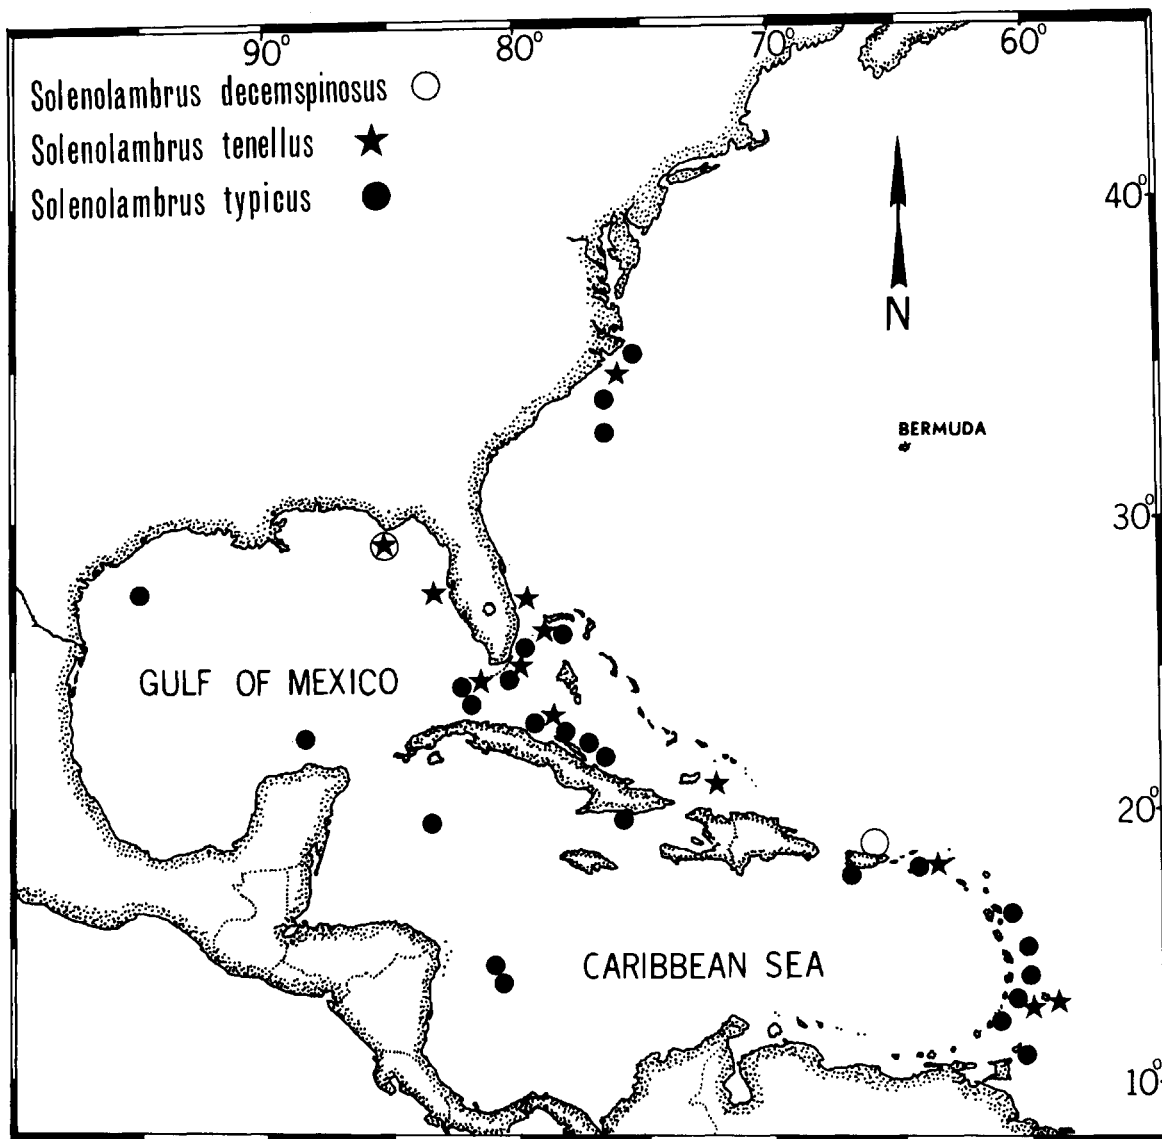 90° 80° 70° 60°
Solenolambrus decemspinosus
Solenolambrus tenellus
Solenolambrus typicus
40°
N
BERMUDA
30°
GULF OF MEXICO
20°
CARIBBEAN SEA
10°